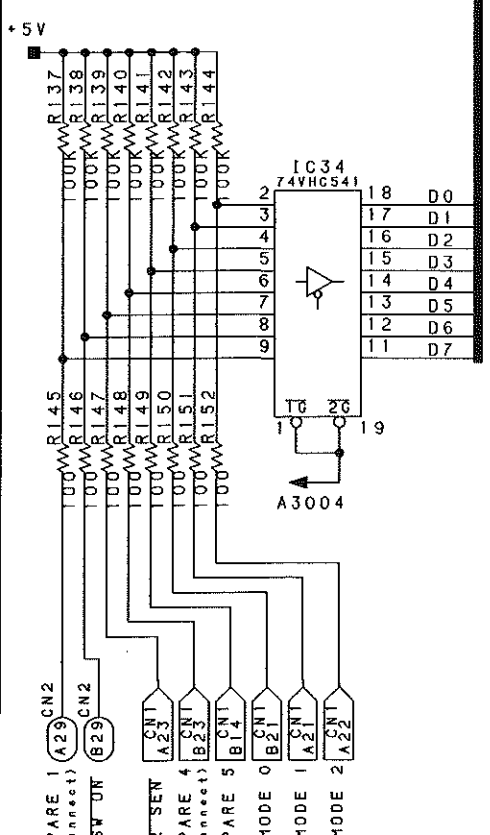 +5V
R137
R138
R139
R140
R141
R142
R143
R144
100K
100K
100K
100K
100K
100K
100K
100K
IC34
74VHC541
2 18 D0
3 17 D1
4 16 D2
5 15 D3
6 14 D4
7 13 D5
8 12 D6
9 11 D7
1G 2G
1 19
A3004
R145
R146
R147
R148
R149
R150
R151
R152
100
100
100
100
100
100
100
100
CN2
A29
CN2
B29
CN1
A23
CN1
B23
CN1
B14
CN1
B21
CN1
A21
CN1
A22
PARE 1
nnect)
SW ON
SEN
PARE 4
nnect)
PARE 5
MODE 0
MODE 1
MODE 2